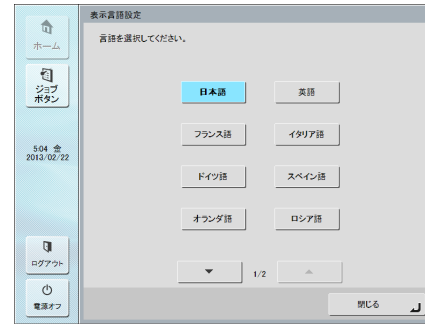 表示言語設定
言語を選択してください。
ホーム
ジョブ
ボタン
5:04 金
2013/02/22
ログアウト
電源オフ
日本語
英語
フランス語
イタリア語
ドイツ語
スペイン語
オランダ語
ロシア語
1/2
閉じる